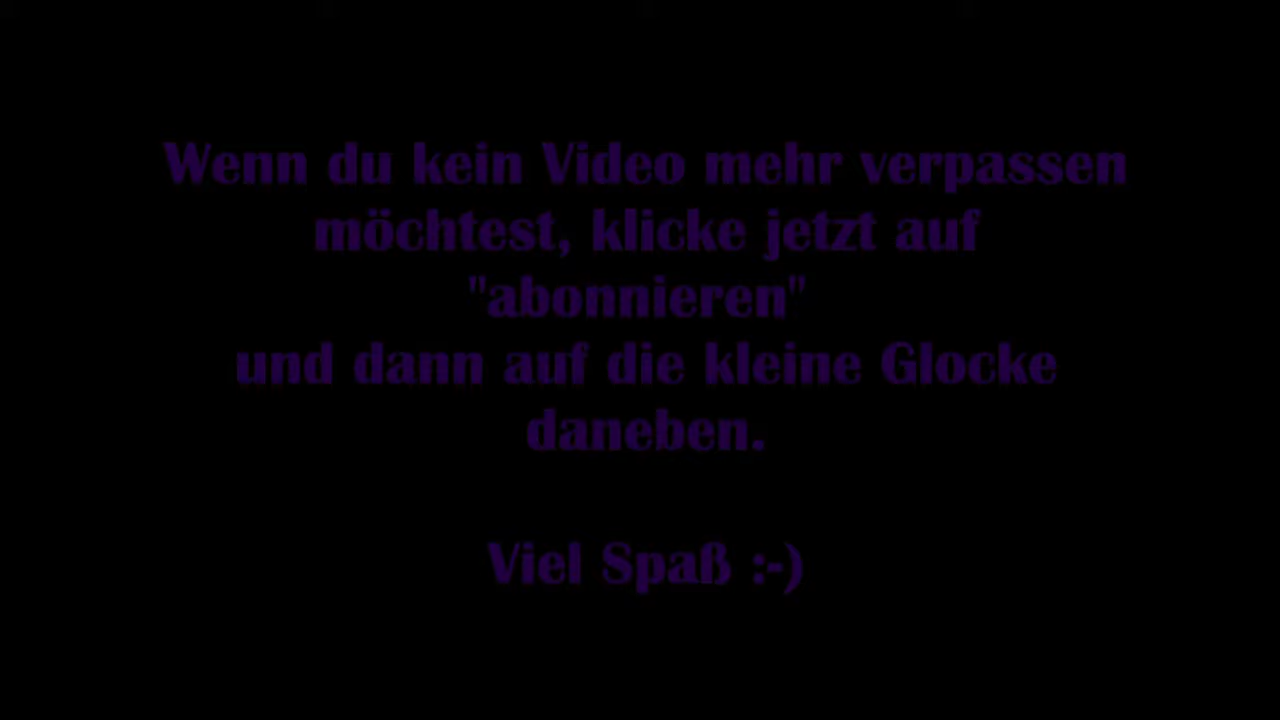 Wenn du kein Video mehr verpassen
möchtest, klicke jetzt auf
"abonnieren"
und dann auf die kleine Glocke
daneben.
Viel Spaß :-)